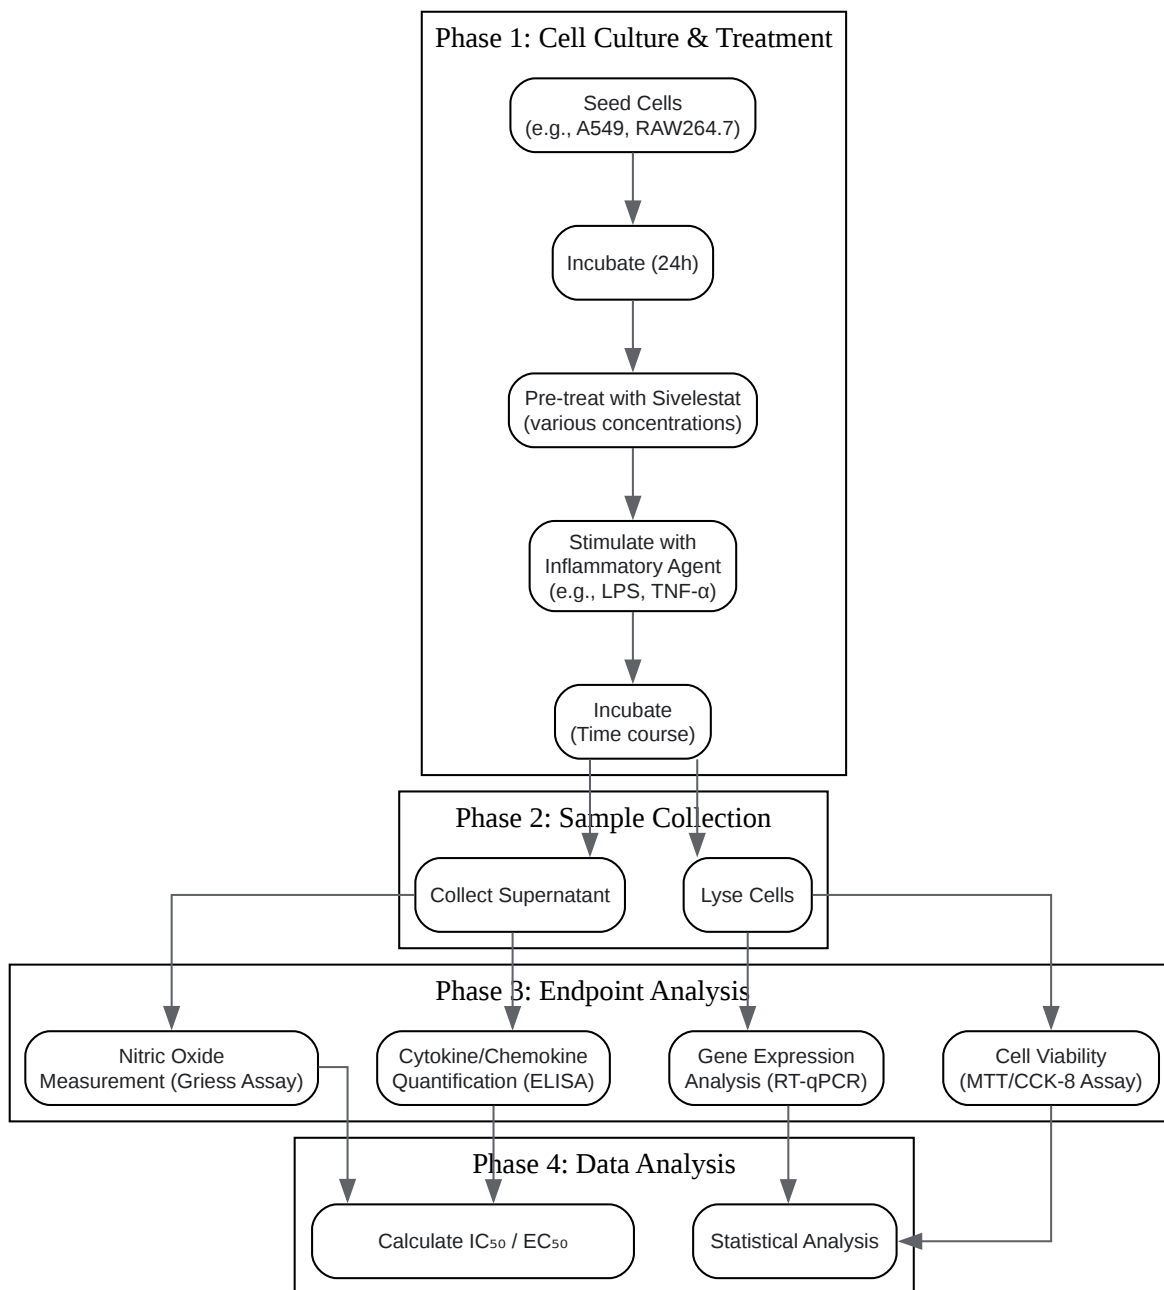 Phase 1: Cell Culture & Treatment
Seed Cells
(e.g., A549, RAW264.7)
Incubate (24h)
Pre-treat with Sivelestat
(various concentrations)
Stimulate with
Inflammatory Agent
(e.g., LPS, TNF-α)
Incubate
(Time course)
Phase 2: Sample Collection
Collect Supernatant
Lyse Cells
Phase 3: Endpoint Analysis
Nitric Oxide
Measurement (Griess Assay)
Cytokine/Chemokine
Quantification (ELISA)
Gene Expression
Analysis (RT-qPCR)
Cell Viability
(MTT/CCK-8 Assay)
Phase 4: Data Analysis
Calculate IC₅₀ / EC₅₀
Statistical Analysis